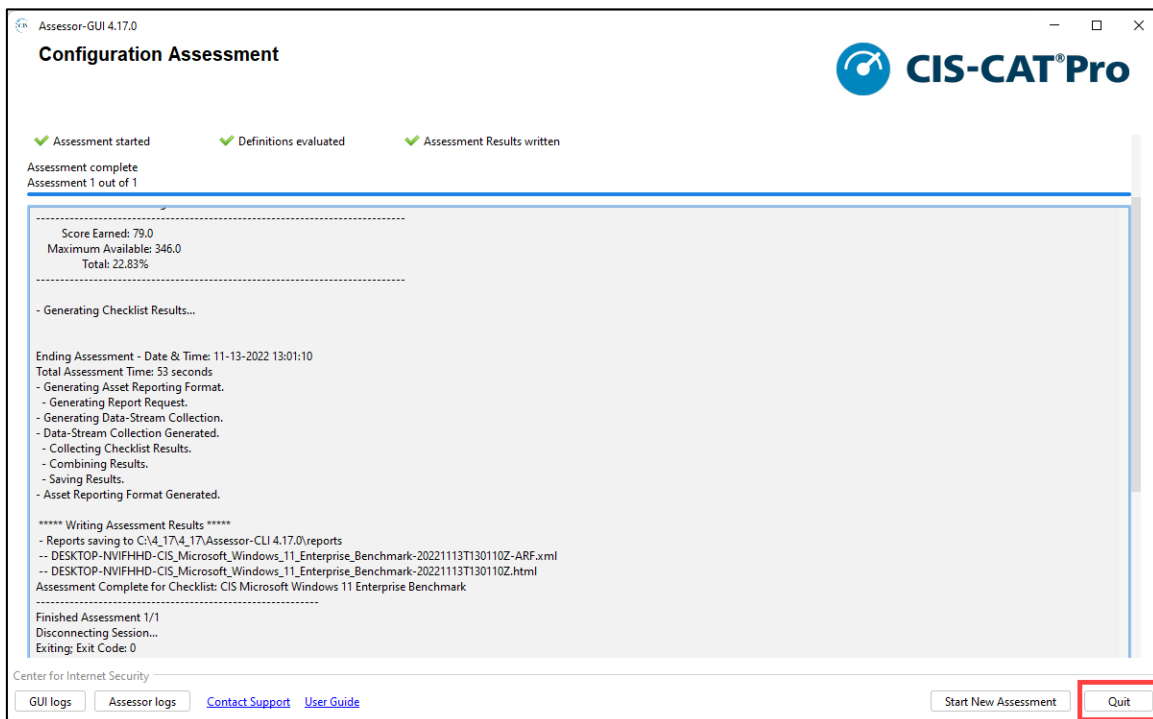 Assessor-GUI 4.17.0
Configuration Assessment
CIS-CAT®Pro
Assessment started
Definitions evaluated
Assessment Results written
Assessment complete
Assessment 1 out of 1
-----------------------------------------------------------------------------
Score Earned: 79.0
Maximum Available: 346.0
Total: 22.83%
-----------------------------------------------------------------------------
- Generating Checklist Results...
Ending Assessment - Date & Time: 11-13-2022 13:01:10
Total Assessment Time: 53 seconds
- Generating Asset Reporting Format.
- Generating Report Request.
- Generating Data-Stream Collection.
- Data-Stream Collection Generated.
- Collecting Checklist Results.
- Combining Results.
- Saving Results.
- Asset Reporting Format Generated.
***** Writing Assessment Results *****
- Reports saving to C:\4_17\4_17\Assessor-CLI 4.17.0\reports
-- DESKTOP-NVIFHHD-CIS_Microsoft_Windows_11_Enterprise_Benchmark-20221113T130110Z-ARF.xml
-- DESKTOP-NVIFHHD-CIS_Microsoft_Windows_11_Enterprise_Benchmark-20221113T130110Z.html
Assessment Complete for Checklist: CIS Microsoft Windows 11 Enterprise Benchmark
-----------------------------------------------------------
Finished Assessment 1/1
Disconnecting Session...
Exiting; Exit Code: 0
Center for Internet Security
GUI logs
Assessor logs
Contact Support
User Guide
Start New Assessment
Quit